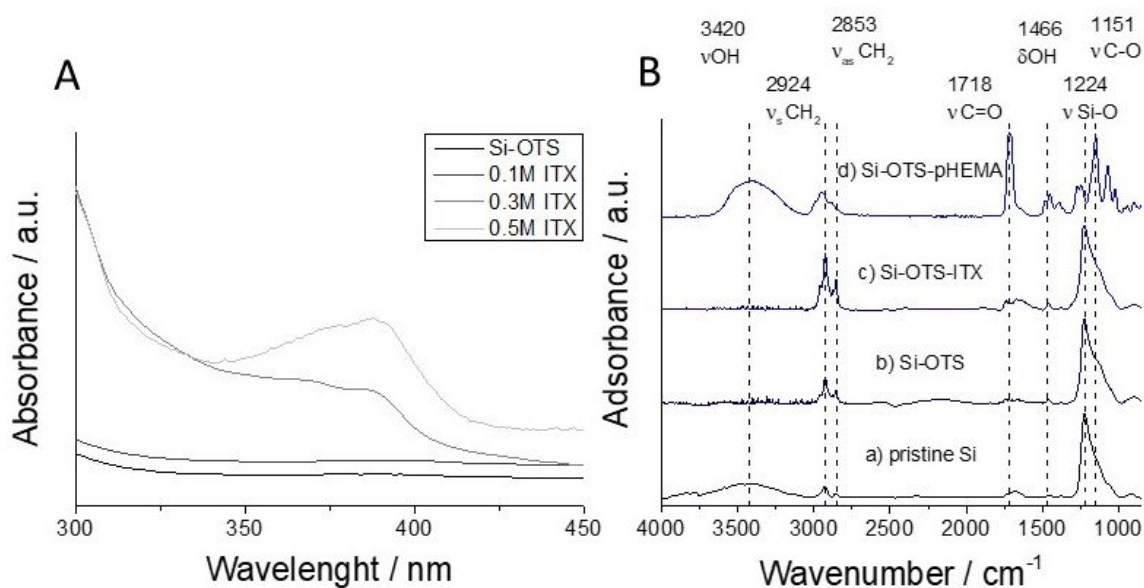 A
Absorbance / a.u.
Si-OTS
0.1M ITX
0.3M ITX
0.5M ITX
300 350 400 450
Wavelenght / nm
B
3420
νOH
2924
νs CH2
2853
νas CH2
1718
ν C=O
1466
δOH
1224
ν Si-O
1151
ν C-O
Adsorbance / a.u.
d) Si-OTS-pHEMA
c) Si-OTS-ITX
b) Si-OTS
a) pristine Si
4000 3500 3000 2500 2000 1500 1000
Wavenumber / cm-1